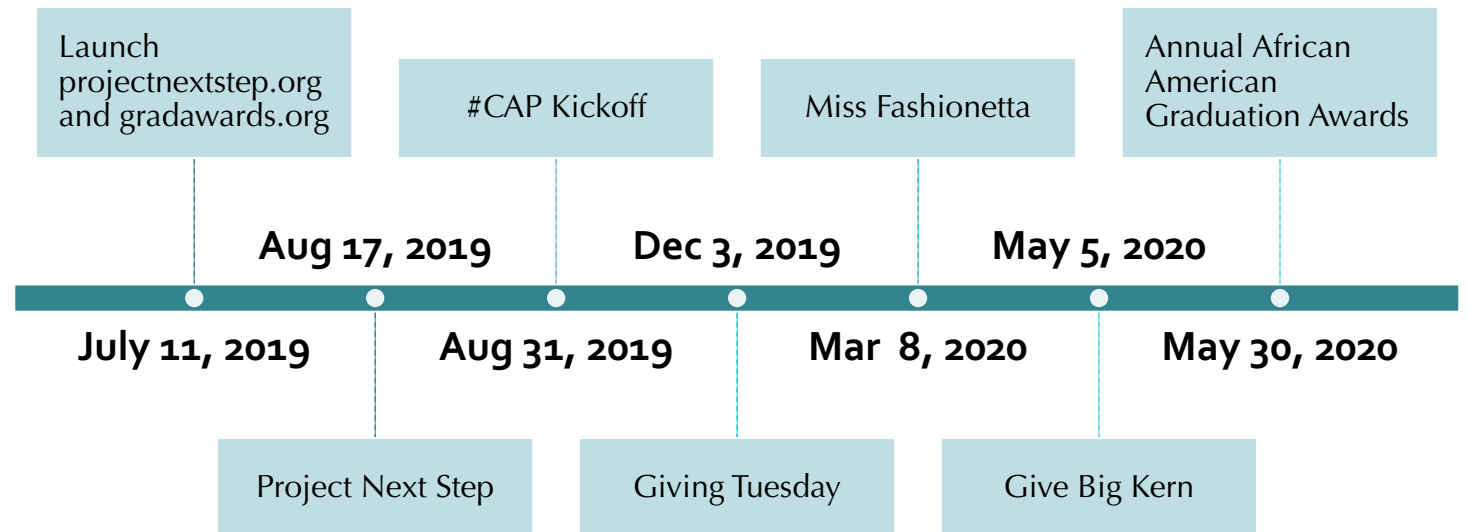 Launch
projectnextstep.org
and gradawards.org
#CAP Kickoff
Miss Fashionetta
Annual African
American
Graduation Awards
Aug 17, 2019
Dec 3, 2019
May 5, 2020
July 11, 2019
Aug 31, 2019
Mar  8, 2020
May 30, 2020
Project Next Step
Giving Tuesday
Give Big Kern